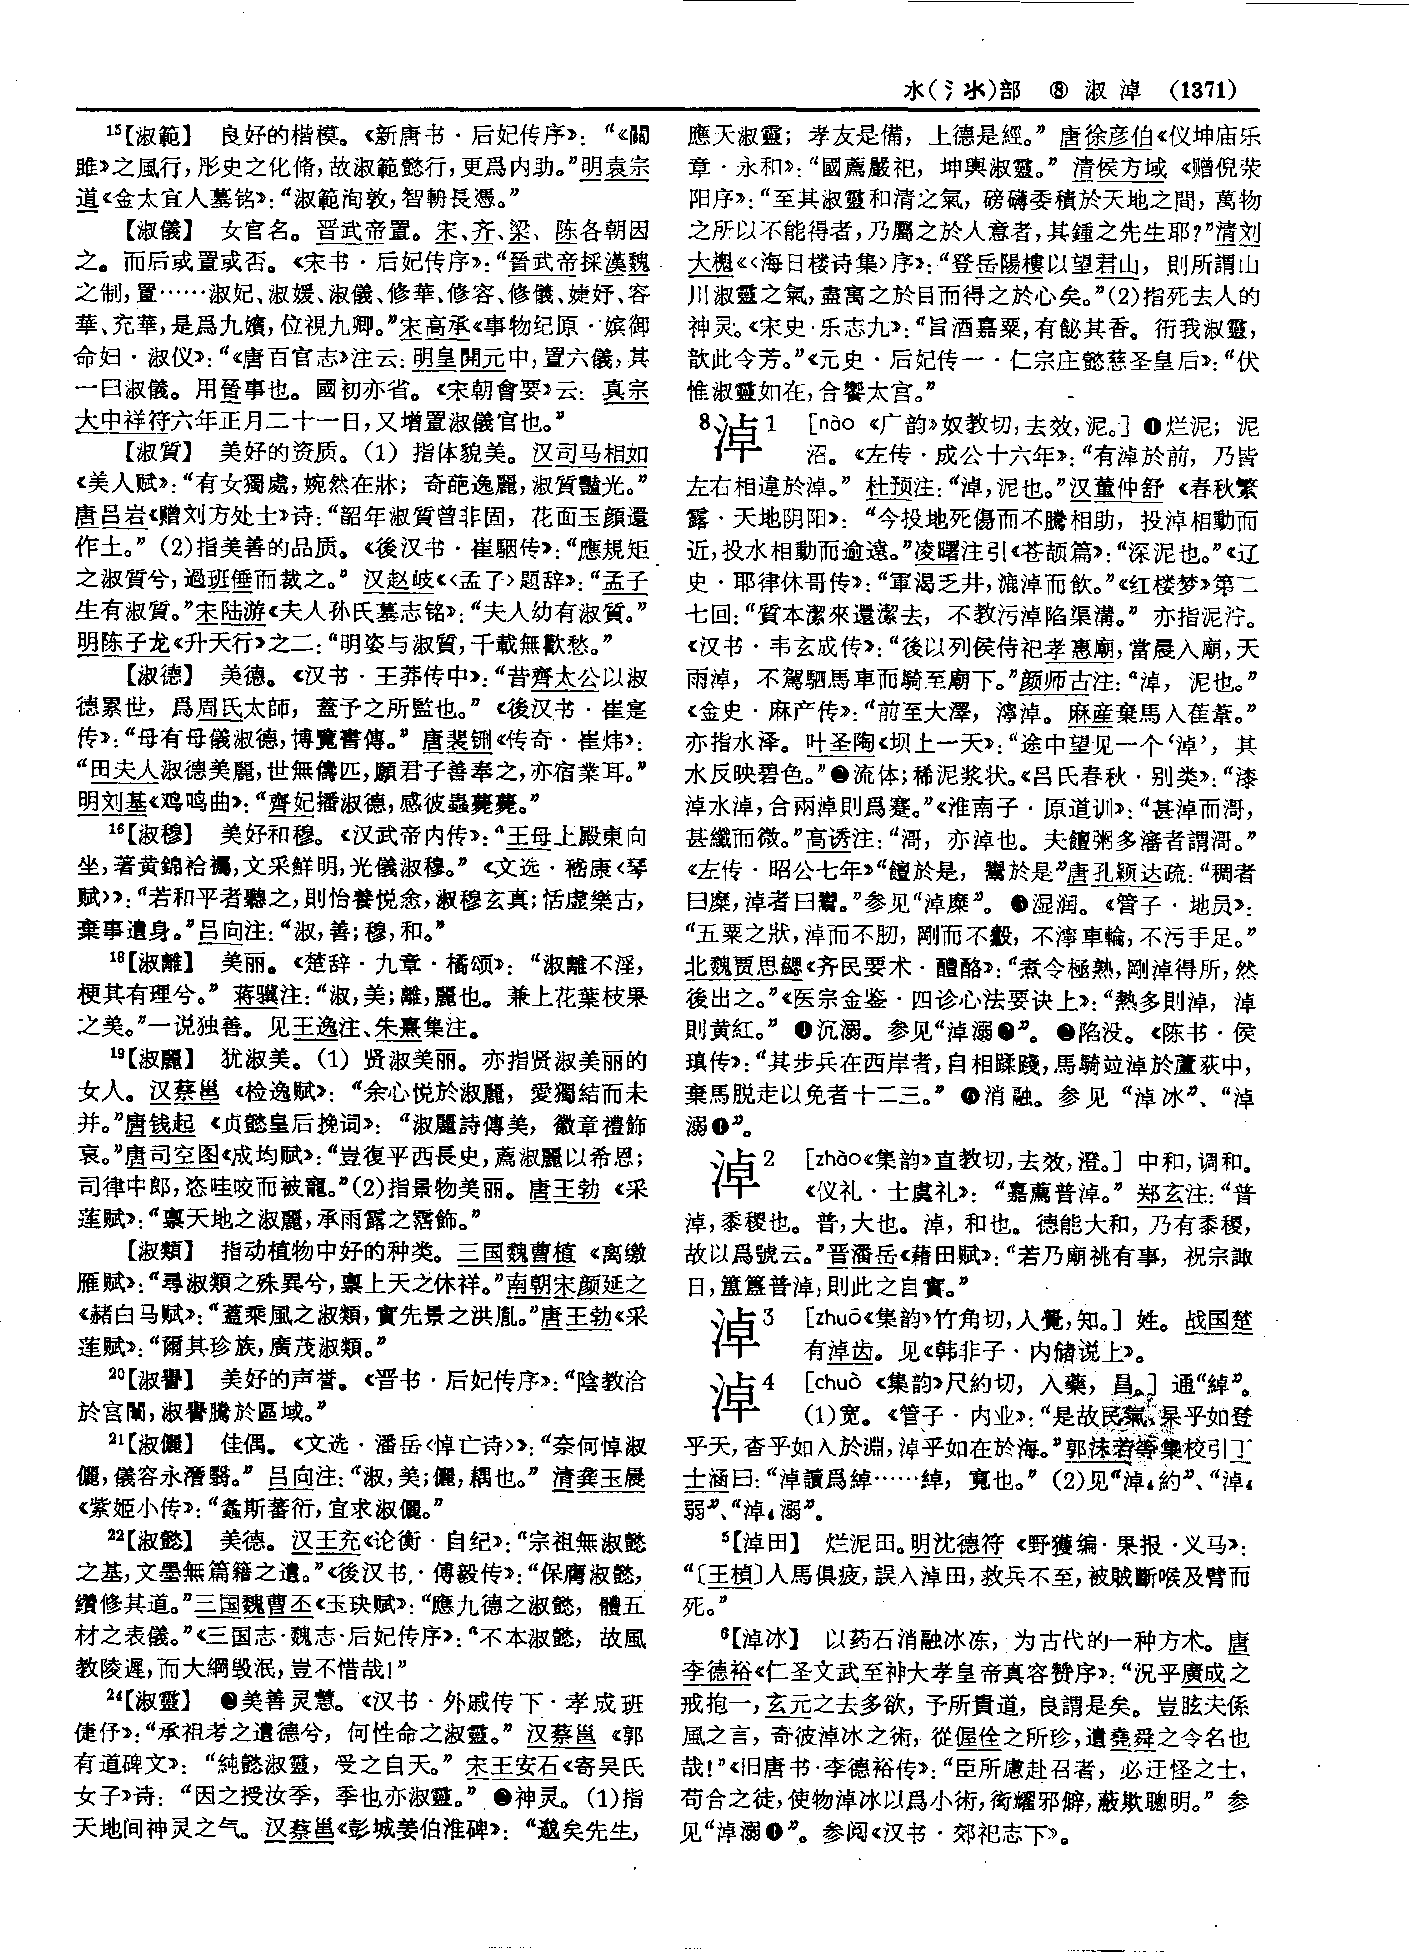 水(氵氺)部 ⑧ 淑淖 (1371)
¹⁵【淑範】 良好的楷模。《新唐书·后妃传序》：“《關
雎》之風行，彤史之化脩，故淑範懿行，更爲内助。”明袁宗
道《金太宜人墓铭》：“淑範洵敦，智軓長慿。”
【淑儀】 女官名。晋武帝置。宋、齐、梁、陈各朝因
之。而后或置或否。《宋书·后妃传序》：“晉武帝採漢魏
之制，置……淑妃、淑媛、淑儀、修華、修容、修儀、婕妤、容
華、充華，是爲九嬪，位視九卿。”宋高承《事物纪原·嫔御
命妇·淑仪》：“《唐百官志》注云：明皇開元中，置六儀，其
一曰淑儀。用晉事也。國初亦省。《宋朝會要》云：真宗
大中祥符六年正月二十一日，又增置淑儀官也。”
【淑質】 美好的资质。（1）指体貌美。汉司马相如
《美人赋》：“有女獨處，婉然在牀；奇葩逸麗，淑質豔光。”
唐吕岩《赠刘方处士》诗：“韶年淑質曾非固，花面玉顔還
作土。”（2）指美善的品质。《後汉书·崔駰传》：“應規矩
之淑質兮，過班倕而裁之。” 汉赵岐《〈孟子〉题辞》：“孟子
生有淑質。”宋陆游《夫人孙氏墓志铭》：“夫人幼有淑質。”
明陈子龙《升天行》之二：“明姿与淑質，千載無歡愁。”
【淑德】 美德。《汉书·王莽传中》：“昔齊太公以淑
德累世，爲周氏太師，蓋予之所監也。”《後汉书·崔寔
传》：“母有母儀淑德，博覽書傳。” 唐裴铏《传奇·崔炜》：
“田夫人淑德美麗，世無儔匹，願君子善奉之，亦宿業耳。”
明刘基《鸡鸣曲》：“齊妃播淑德，感彼蟲薨薨。”
¹⁶【淑穆】 美好和穆。《汉武帝内传》：“王母上殿東向
坐，著黄錦袷襡，文采鮮明，光儀淑穆。”《文选·嵇康〈琴
赋〉》：“若和平者聽之，則怡養悦悆，淑穆玄真；恬虚樂古，
棄事遺身。”吕向注：“淑，善；穆，和。”
¹⁸【淑離】 美丽。《楚辞·九章·橘颂》：“淑離不淫，
梗其有理兮。” 蒋骥注：“淑，美；離，麗也。兼上花葉枝果
之美。”一说独善。见王逸注、朱熹集注。
¹⁹【淑麗】 犹淑美。（1）贤淑美丽。亦指贤淑美丽的
女人。汉蔡邕《检逸赋》：“余心悦於淑麗，愛獨結而未
并。”唐钱起《贞懿皇后挽词》：“淑麗詩傳美，徽章禮飾
哀。”唐司空图《成均赋》：“豈復平西長史，薦淑麗以希恩；
司律中郎，恣哇咬而被寵。”（2）指景物美丽。唐王勃《采
莲赋》：“禀天地之淑麗，承雨露之霑飾。”
【淑類】 指动植物中好的种类。三国魏曹植《离缴
雁赋》：“尋淑類之殊異兮，禀上天之休祥。”南朝宋颜延之
《赭白马赋》：“蓋乘風之淑類，實先景之洪胤。”唐王勃《采
莲赋》：“爾其珍族，廣茂淑類。”
²⁰【淑譽】 美好的声誉。《晋书·后妃传序》：“陰教洽
於宮闈，淑譽騰於區域。”
²¹【淑儷】 佳偶。《文选·潘岳〈悼亡诗〉》：“奈何悼淑
儷，儀容永潛翳。” 吕向注：“淑，美；儷，耦也。” 清龚玉晨
《紫姬小传》：“螽斯蕃衍，宜求淑儷。”
²²【淑懿】 美德。汉王充《论衡·自纪》：“宗祖無淑懿
之基，文墨無篇籍之遺。”《後汉书·傅毅传》：“保膺淑懿，
纘修其道。”三国魏曹丕《玉玦赋》：“應九德之淑懿，體五
材之表儀。”《三国志·魏志·后妃传序》：“不本淑懿，故風
教陵遲，而大綱毁泯，豈不惜哉！”
²⁴【淑靈】 ❶美善灵慧。《汉书·外戚传下·孝成班
倢伃》：“承祖考之遺德兮，何性命之淑靈。” 汉蔡邕《郭
有道碑文》：“純懿淑靈，受之自天。” 宋王安石《寄吴氏
女子》诗：“因之授汝季，季也亦淑靈。” ❷神灵。（1）指
天地间神灵之气。汉蔡邕《彭城姜伯淮碑》：“邈矣先生，
應天淑靈；孝友是備，上德是經。” 唐徐彦伯《仪坤庙乐
章·永和》：“國薦嚴祀，坤輿淑靈。” 清侯方域《赠倪荥
阳序》：“至其淑靈和清之氣，磅礴委積於天地之間，萬物
之所以不能得者，乃屬之於人意者，其鍾之先生耶？”清刘
大櫆《〈海日楼诗集〉序》：“登岳陽樓以望君山，則所謂山
川淑靈之氣，盡寓之於目而得之於心矣。”（2）指死去人的
神灵。《宋史·乐志九》：“旨酒嘉粟，有飶其香。衎我淑靈，
歆此令芳。”《元史·后妃传一·仁宗庄懿慈圣皇后》：“伏
惟淑靈如在，合饗太宫。”
⁸淖¹ [nào 《广韵》奴教切，去效，泥。] ❶烂泥；泥
沼。《左传·成公十六年》：“有淖於前，乃皆
左右相違於淖。” 杜预注：“淖，泥也。”汉董仲舒《春秋繁
露·天地阴阳》：“今投地死傷而不騰相助，投淖相動而
近，投水相動而逾遠。”凌曙注引《苍颉篇》：“深泥也。”《辽
史·耶律休哥传》：“軍渴乏井，漉淖而飲。”《红楼梦》第二
七回：“質本潔來還潔去，不教污淖陷渠溝。” 亦指泥泞。
《汉书·韦玄成传》：“後以列侯侍祀孝惠廟，當晨入廟，天
雨淖，不駕駟馬車而騎至廟下。”颜师古注：“淖，泥也。”
《金史·麻产传》：“前至大澤，濘淖。麻産棄馬入萑葦。”
亦指水泽。叶圣陶《坝上一天》：“途中望见一个‘淖’，其
水反映碧色。”❷流体；稀泥浆状。《吕氏春秋·别类》：“漆
淖水淖，合兩淖則爲蹇。”《淮南子·原道训》：“甚淖而滒，
甚纖而微。”高诱注：“滒，亦淖也。夫饘粥多瀋者謂滒。”
《左传·昭公七年》“饘於是，鬻於是”唐孔颖达疏：“稠者
曰糜，淖者曰鬻。”参见“淖糜”。❸湿润。《管子·地员》：
“五粟之狀，淖而不肕，剛而不觳，不濘車輪，不污手足。”
北魏贾思勰《齐民要术·醴酪》：“煮令極熟，剛淖得所，然
後出之。”《医宗金鉴·四诊心法要诀上》：“熱多則淖，淖
則黄紅。” ❹沉溺。参见“淖溺❷”。❺陷没。《陈书·侯
瑱传》：“其步兵在西岸者，自相蹂踐，馬騎竝淖於蘆荻中，
棄馬脱走以免者十二三。” ❻消融。参见“淖冰”、“淖
溺❶”。
淖² [zhào《集韵》直教切，去效，澄。] 中和，调和。
《仪礼·士虞礼》：“嘉薦普淖。” 郑玄注：“普
淖，黍稷也。普，大也。淖，和也。德能大和，乃有黍稷，
故以爲號云。”晋潘岳《藉田赋》：“若乃廟祧有事，祝宗諏
日，簠簋普淖，則此之自實。”
淖³ [zhuō《集韵》竹角切，入覺，知。] 姓。战国楚
有淖齿。见《韩非子·内储说上》。
淖⁴ [chuò 《集韵》尺約切，入藥，昌。] 通“綽”。
（1）宽。《管子·内业》：“是故民氣，杲乎如登
乎天，杳乎如入於淵，淖乎如在於海。”郭沫若等集校引丁
士涵曰：“淖讀爲綽……綽，寬也。”（2）见“淖₄約”、“淖₄
弱”、“淖₄溺”。
⁵【淖田】 烂泥田。明沈德符《野獲编·果报·义马》：
“〔王楨〕人馬俱疲，誤入淖田，救兵不至，被賊斷喉及臂而
死。”
⁶【淖冰】 以药石消融冰冻，为古代的一种方术。唐
李德裕《仁圣文武至神大孝皇帝真容赞序》：“況乎廣成之
戒抱一，玄元之去多欲，予所貴道，良謂是矣。豈眩夫係
風之言，奇彼淖冰之術，從偓佺之所珍，遺堯舜之令名也
哉！”《旧唐书·李德裕传》：“臣所慮赴召者，必迂怪之士，
苟合之徒，使物淖冰以爲小術，衒耀邪僻，蔽欺聰明。” 参
见“淖溺❶”。参阅《汉书·郊祀志下》。